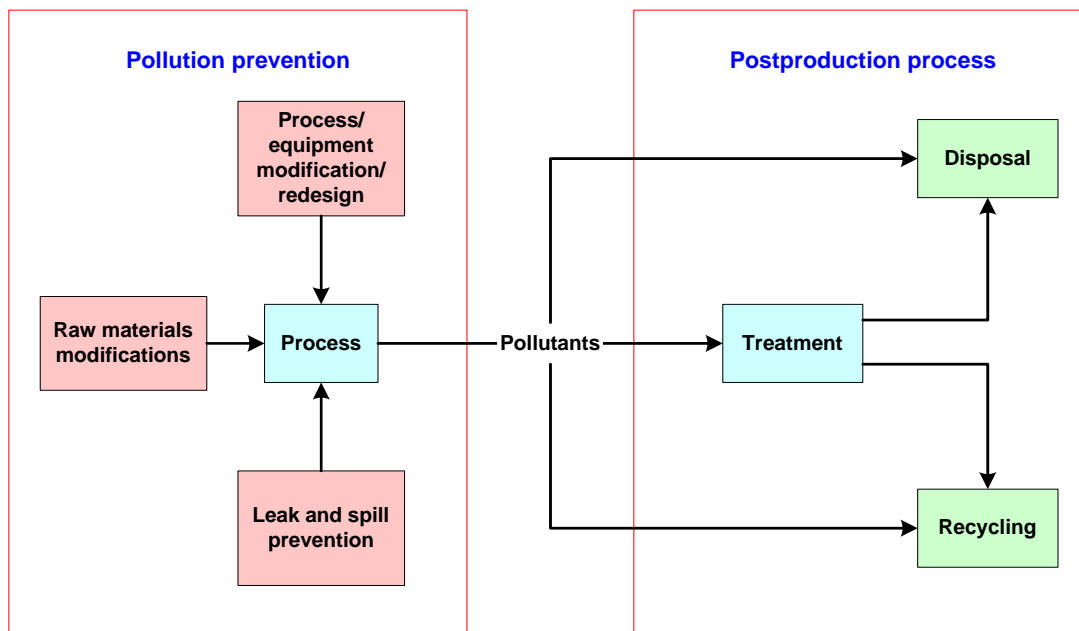 Pollution prevention
Process/
equipment
modification/
redesign
Raw materials
modifications
Process
Leak and spill
prevention
Pollutants
Postproduction process
Disposal
Treatment
Recycling